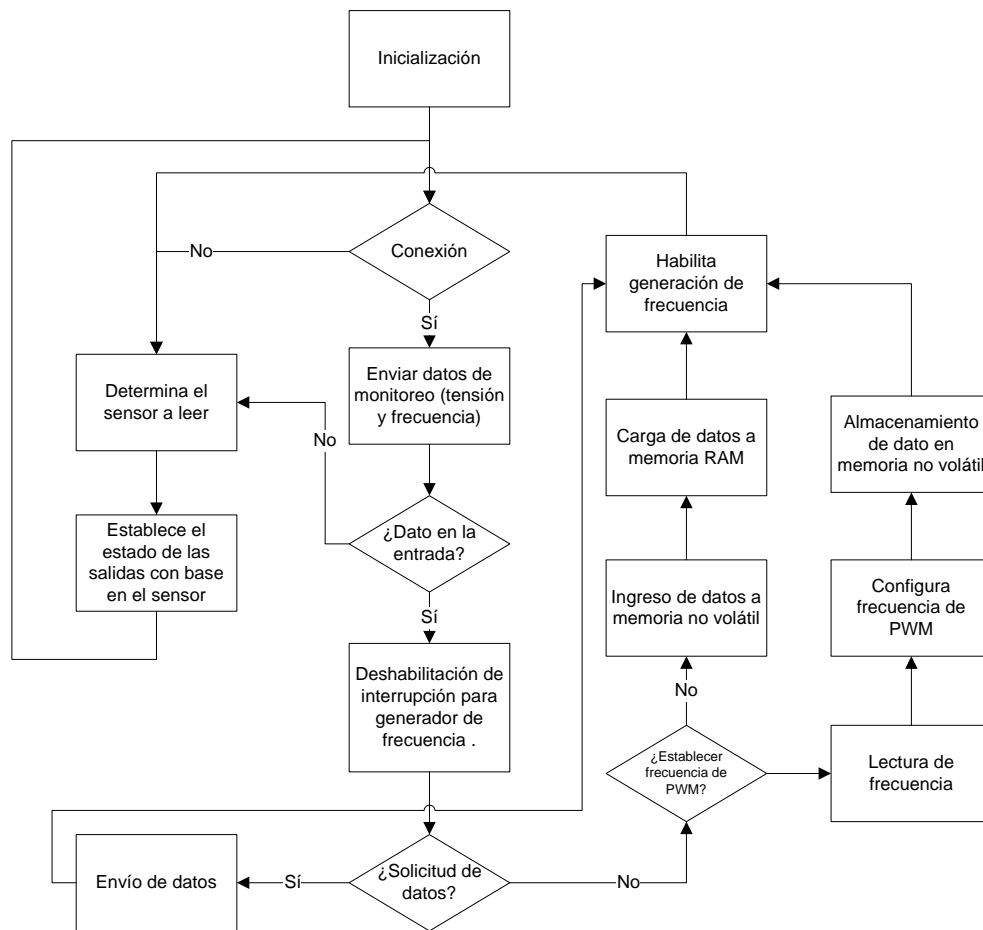 Inicialización
Conexión
No
Sí
Habilita
generación de
frecuencia
Determina el
sensor a leer
Enviar datos de
monitoreo (tensión
y frecuencia)
No
Carga de datos a
memoria RAM
Almacenamiento
de dato en
memoria no volátil
Establece el
estado de las
salidas con base
en el sensor
¿Dato en la
entrada?
Sí
Ingreso de datos a
memoria no volátil
Configura
frecuencia de
PWM
Deshabilitación de
interrupción para
generador de
frecuencia .
No
¿Establecer
frecuencia de
PWM?
Lectura de
frecuencia
Envío de datos
Sí
¿Solicitud de
datos?
No